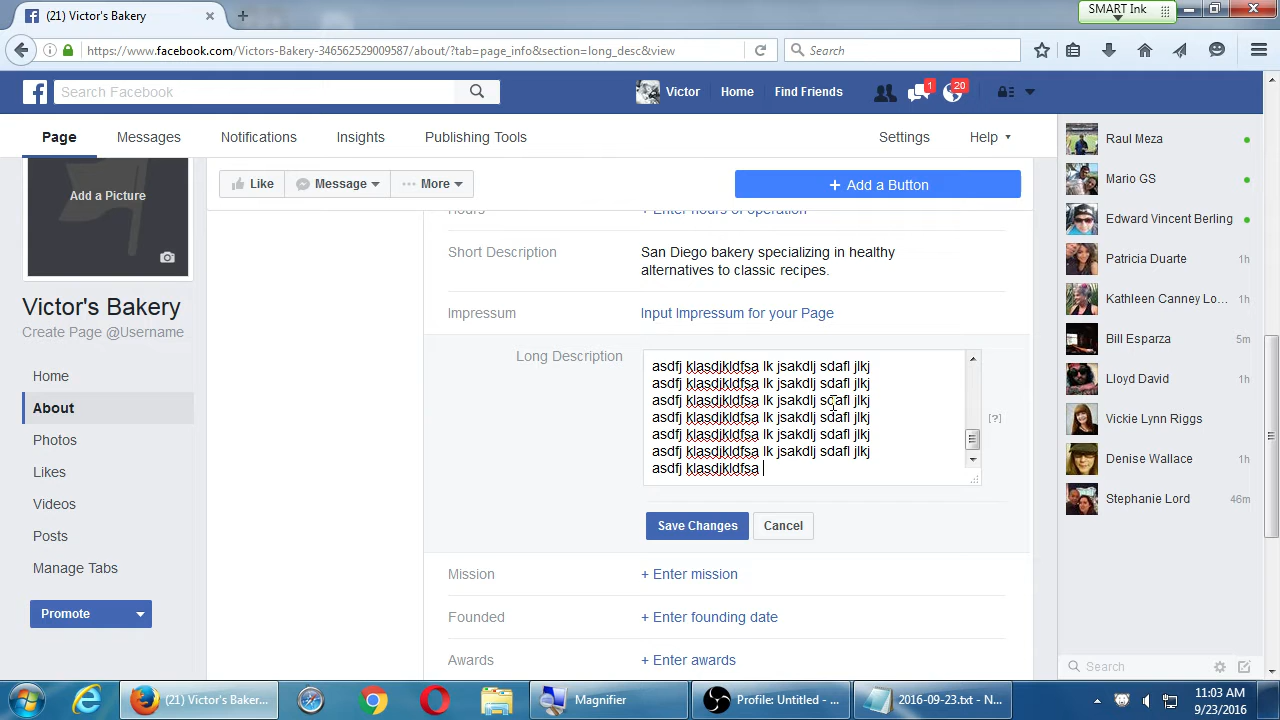 (21) Victor's Bakery
SMART Ink
https://www.facebook.com/Victors-Bakery-346562529009587/about/?tab=page_info&section=long_desc&view
Search
Search Facebook
Victor
Home
Find Friends
1
20
Page
Messages
Notifications
Insights
Publishing Tools
Settings
Help
Add a Picture
Like
Message
More
+ Add a Button
Victor's Bakery
Create Page @Username
Home
About
Photos
Likes
Videos
Posts
Manage Tabs
Promote
Hours
+ Enter hours of operation
Short Description
San Diego bakery specializing in healthy
alternatives to classic recipes.
Impressum
Input Impressum for your Page
Long Description
asdfj klasdjkldfsa lk jsakdlj sdafl jlkj
asdfj klasdjkldfsa lk jsakdlj sdafl jlkj
asdfj klasdjkldfsa lk jsakdlj sdafl jlkj
asdfj klasdjkldfsa lk jsakdlj sdafl jlkj
asdfj klasdjkldfsa lk jsakdlj sdafl jlkj
asdfj klasdjkldfsa lk jsakdlj sdafl jlkj
asdfj klasdjkldfsa
[?]
Save Changes
Cancel
Mission
+ Enter mission
Founded
+ Enter founding date
Awards
+ Enter awards
Raul Meza
Mario GS
Edward Vincent Berling
Patricia Duarte 1h
Kathleen Canney Lo... 1h
Bill Esparza 5m
Lloyd David 1h
Vickie Lynn Riggs
Denise Wallace 1h
Stephanie Lord 46m
Search
(21) Victor's Baker...
Magnifier
Profile: Untitled - ...
2016-09-23.txt - N...
11:03 AM
9/23/2016